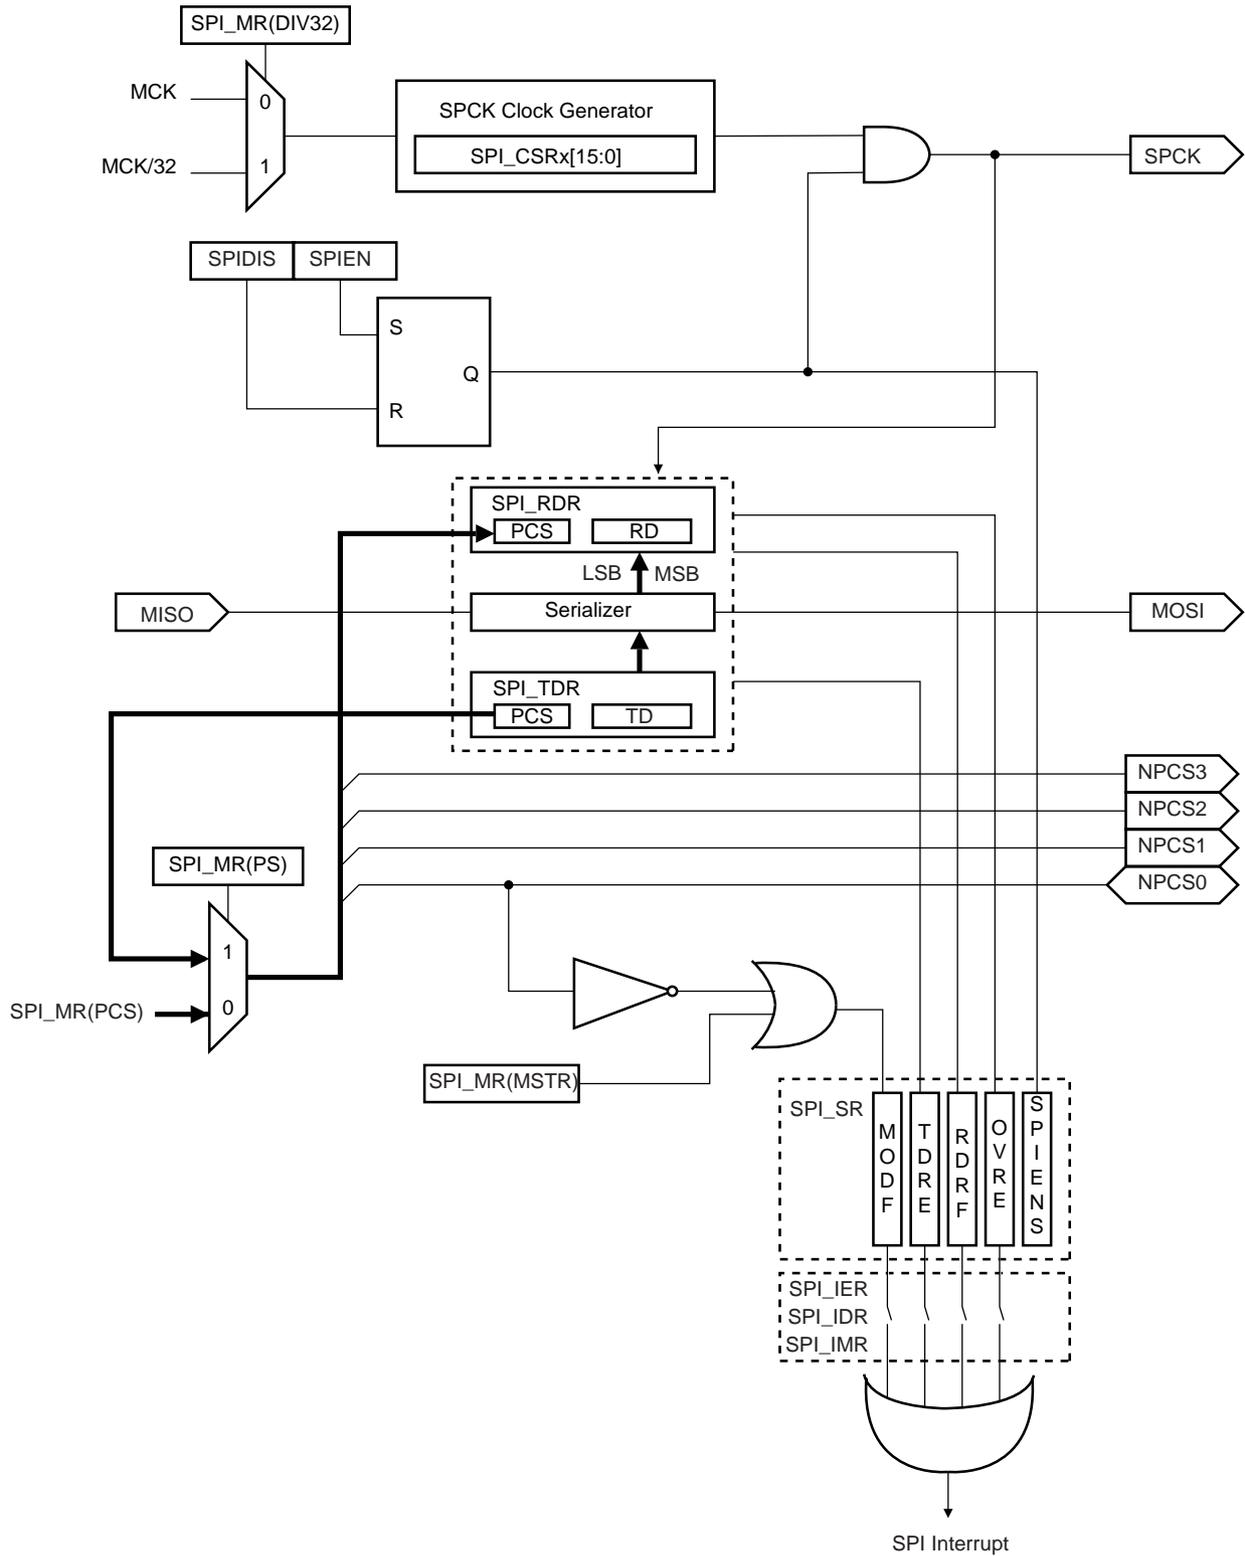 SPI_MR(DIV32)
MCK
0
SPCK Clock Generator
SPI_CSRx[15:0]
SPCK
MCK/32
1
SPIDIS
SPIEN
S
Q
R
SPI_RDR
PCS
RD
LSB
MSB
MISO
Serializer
MOSI
SPI_TDR
PCS
TD
NPCS3
NPCS2
NPCS1
NPCS0
SPI_MR(PS)
1
0
SPI_MR(PCS)
SPI_MR(MSTR)
SPI_SR
MODF
TDRE
RDRF
OVRE
SPIENS
SPI_IER
SPI_IDR
SPI_IMR
SPI Interrupt